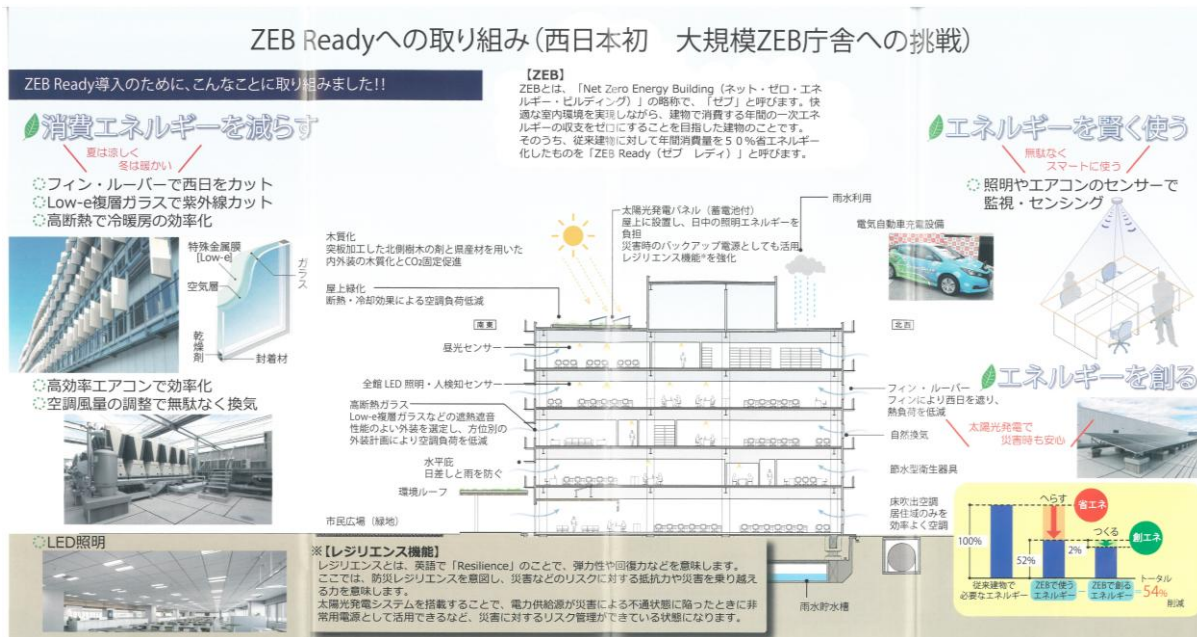 ZEB Readyへの取り組み（西日本初　大規模ZEB庁舎への挑戦）
ZEB Ready導入のために、こんなことに取り組みました!!
【ZEB】
ZEBとは、「Net Zero Energy Building（ネット・ゼロ・エネ
ルギー・ビルディング）」の略称で、「ゼブ」と呼びます。快
適な室内環境を実現しながら、建物で消費する年間の一次エネ
ルギーの収支をゼロにすることを目指した建物のことです。
そのうち、従来建物に対して年間消費量を５０%省エネルギー
化したものを「ZEB Ready（ゼブ　レディ）」と呼びます。
消費エネルギーを減らす
夏は涼しく
冬は暖かい
フィン・ルーバーで西日をカット
Low-e複層ガラスで紫外線カット
高断熱で冷暖房の効率化
特殊金属膜
[Low-e]
ガラス
空気層
乾燥剤
封着材
高効率エアコンで効率化
空調風量の調整で無駄なく換気
LED照明
木質化
突板加工した北側樹木の剤と県産材を用いた
内外装の木質化とCO₂固定促進
屋上緑化
断熱・冷却効果による空調負荷低減
太陽光発電パネル（蓄電池付）
屋上に設置し、日中の照明エネルギーを
負担
災害時のバックアップ電源としても活用
レジリエンス機能※を強化
雨水利用
南東
北西
昼光センサー
全館 LED 照明・人検知センサー
高断熱ガラス
Low-e複層ガラスなどの遮熱遮音
性能のよい外装を選定し、方位別の
外装計画により空調負荷を低減
水平庇
日差しと雨を防ぐ
環境ルーフ
市民広場（緑地）
フィン・ルーバー
フィンにより西日を遮り、
熱負荷を低減
自然換気
節水型衛生器具
床吹出空調
居住域のみを
効率よく空調
雨水貯水槽
※【レジリエンス機能】
レジリエンスとは、英語で「Resilience」のことで、弾力性や回復力などを意味します。
ここでは、防災レジリエンスを意図し、災害などのリスクに対する抵抗力や災害を乗り越え
る力を意味します。
太陽光発電システムを搭載することで、電力供給源が災害による不通状態に陥ったときに非
常用電源として活用できるなど、災害に対するリスク管理ができている状態になります。
エネルギーを賢く使う
無駄なく
スマートに使う
照明やエアコンのセンサーで
監視・センシング
電気自動車充電設備
エネルギーを創る
太陽光発電で
災害時も安心
へらす
省エネ
つくる
創エネ
100%
52%
2%
従来建物で
必要なエネルギー
ZEBで使う
エネルギー
－
ZEBで創る
エネルギー
＝
トータル
54%
削減